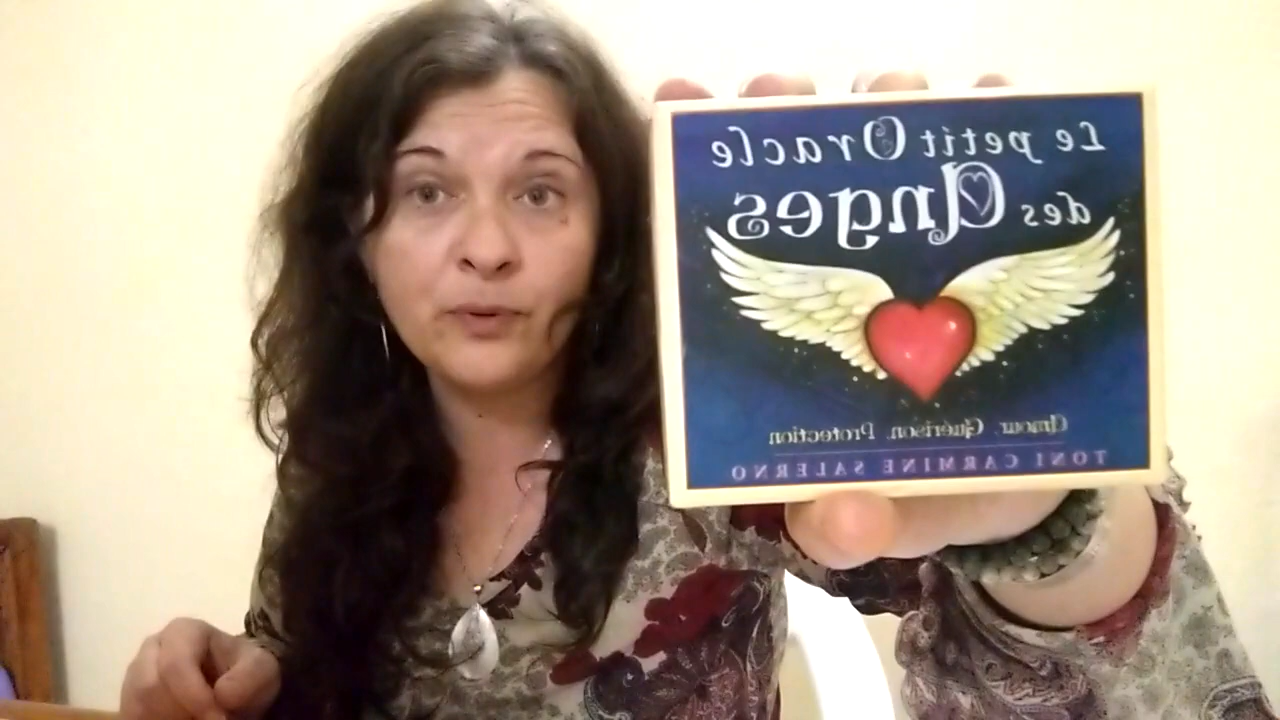 Le petit Oracle
des Anges
Amour, Guérison, Protection
TONI CARMINE SALERNO